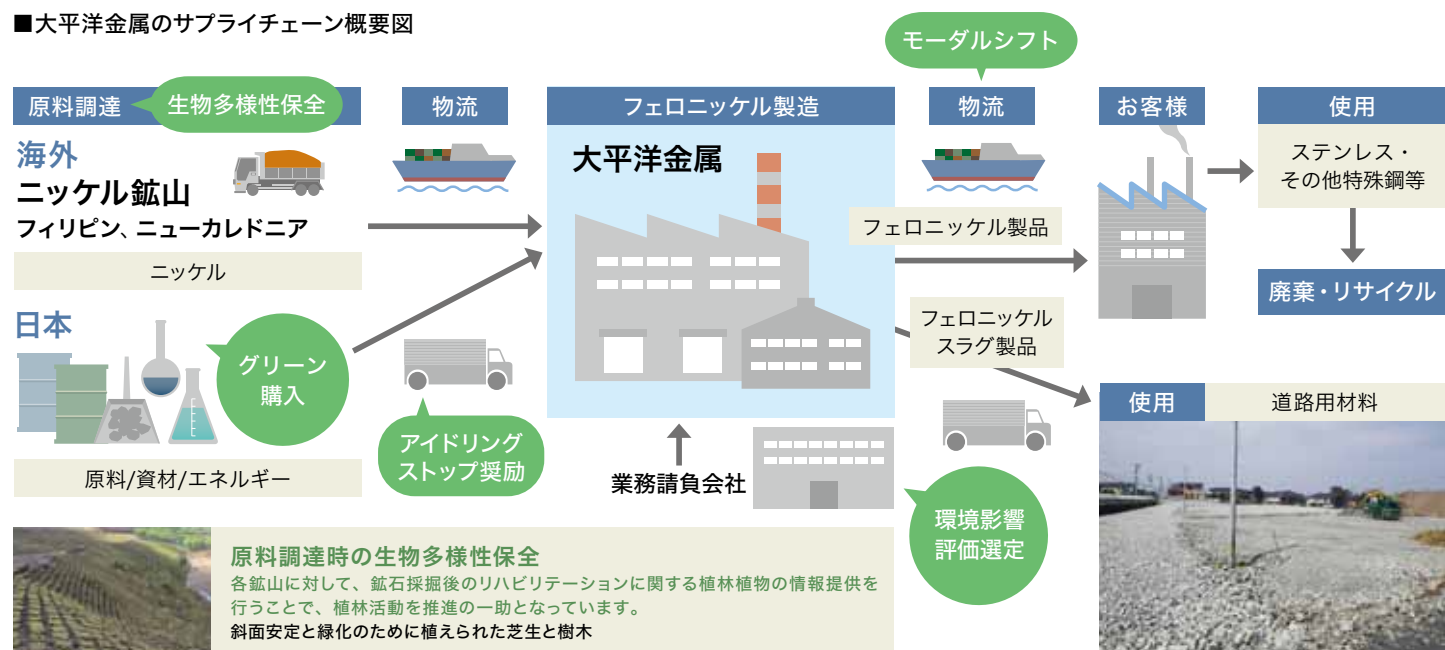 ■大平洋金属のサプライチェーン概要図
モーダルシフト
原料調達
生物多様性保全
物流
フェロニッケル製造
物流
お客様
使用
海外
ニッケル鉱山
フィリピン、ニューカレドニア
ニッケル
大平洋金属
フェロニッケル製品
ステンレス・
その他特殊鋼等
廃棄・リサイクル
日本
グリーン
購入
原料/資材/エネルギー
アイドリング
ストップ奨励
業務請負会社
フェロニッケル
スラグ製品
環境影響
評価選定
使用
道路用材料
原料調達時の生物多様性保全
各鉱山に対して、鉱石採掘後のリハビリテーションに関する植林植物の情報提供を
行うことで、植林活動を推進の一助となっています。
斜面安定と緑化のために植えられた芝生と樹木